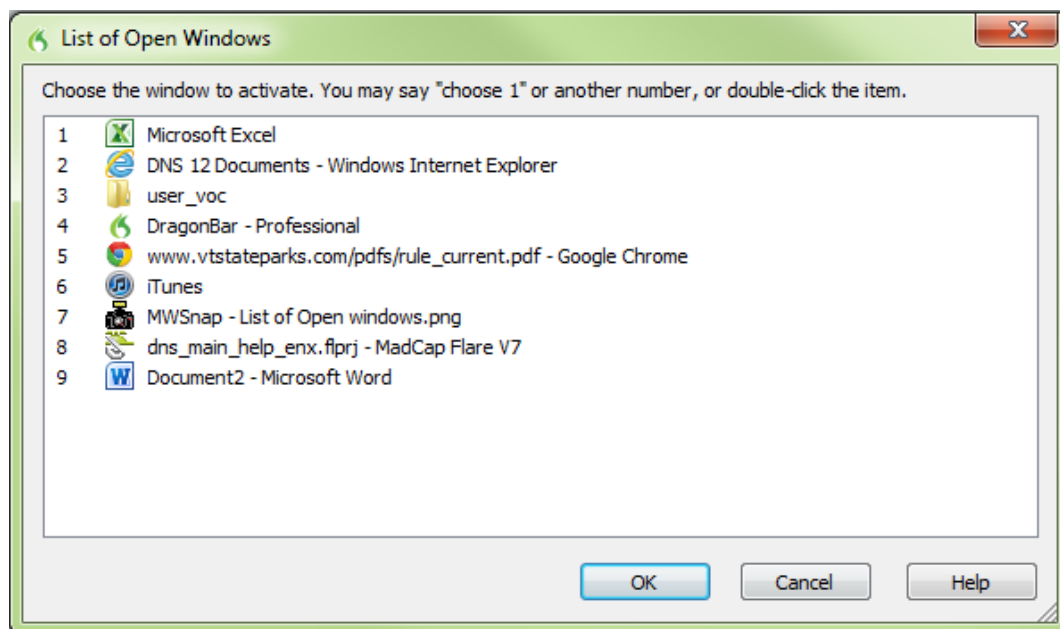 List of Open Windows
Choose the window to activate. You may say "choose 1" or another number, or double-click the item.
1 Microsoft Excel
2 DNS 12 Documents - Windows Internet Explorer
3 user_voc
4 DragonBar - Professional
5 www.vtstateparks.com/pdfs/rule_current.pdf - Google Chrome
6 iTunes
7 MWSnap - List of Open windows.png
8 dns_main_help_enx.flprj - MadCap Flare V7
9 Document2 - Microsoft Word
OK Cancel Help